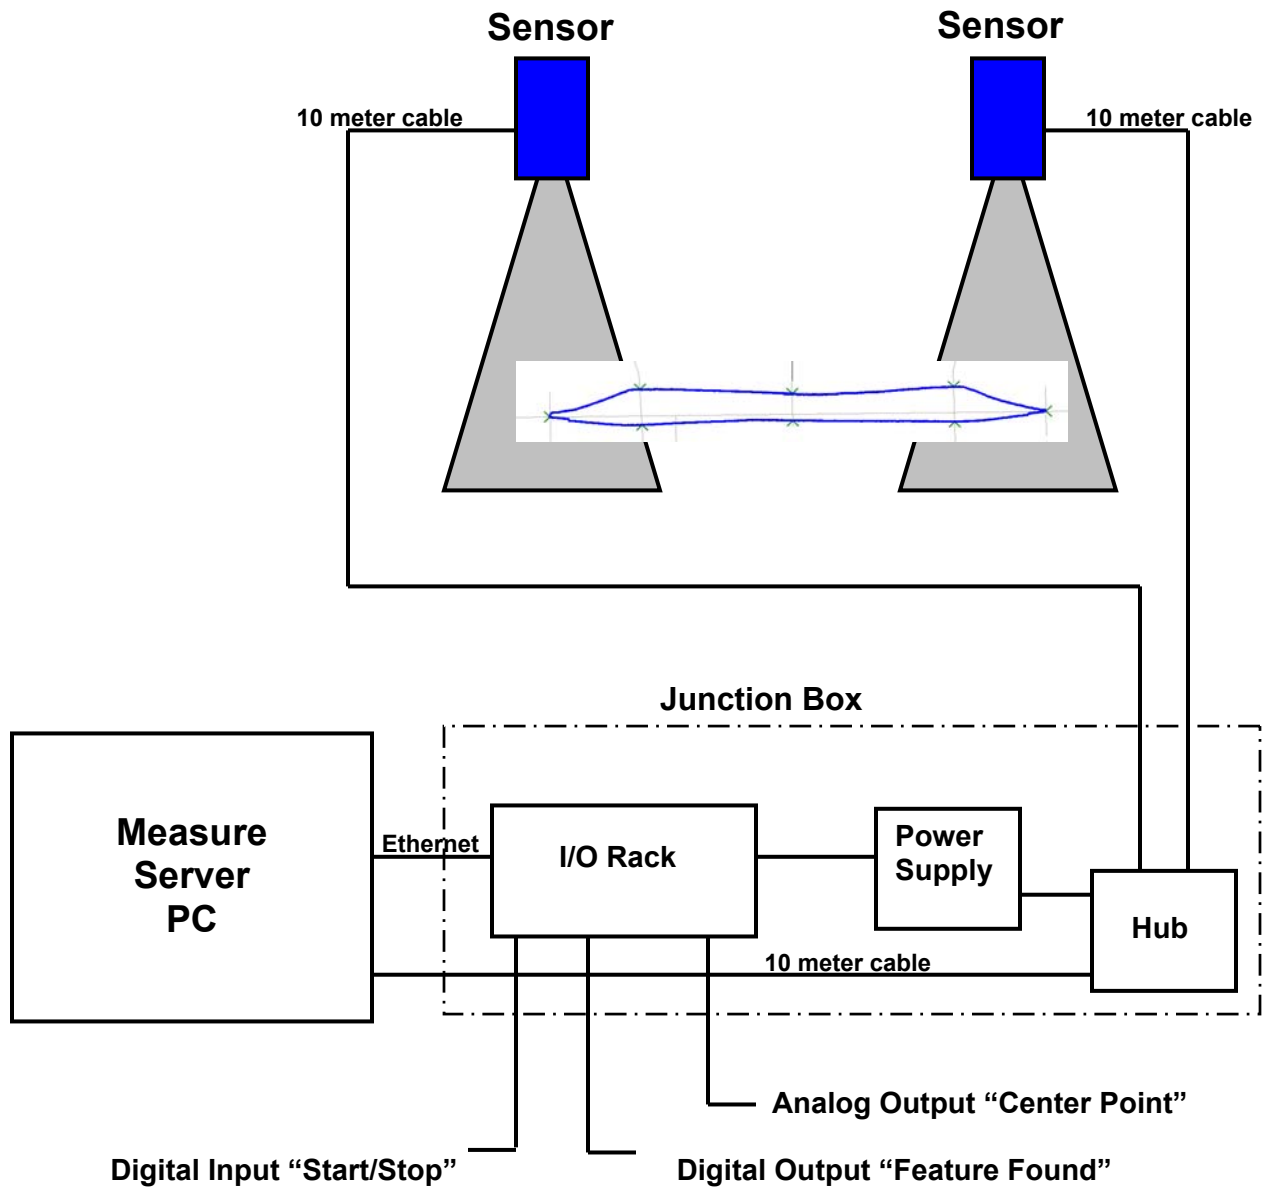 Sensor
Sensor
10 meter cable
10 meter cable
Junction Box
Measure
Server
PC
Ethernet
I/O Rack
Power
Supply
Hub
10 meter cable
Analog Output “Center Point”
Digital Input “Start/Stop”
Digital Output “Feature Found”